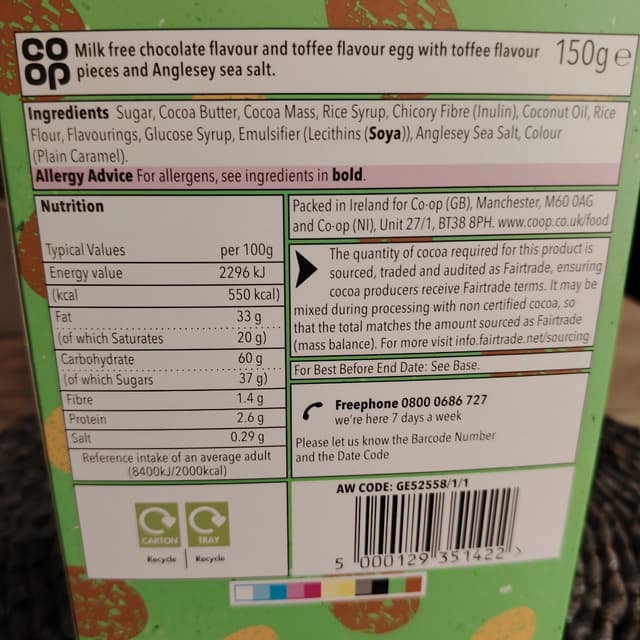 CO
OP
Milk free chocolate flavour and toffee flavour egg with toffee flavour
pieces and Anglesey sea salt.
150g e
Ingredients Sugar, Cocoa Butter, Cocoa Mass, Rice Syrup, Chicory Fibre (Inulin), Coconut Oil, Rice
Flour, Flavourings, Glucose Syrup, Emulsifier (Lecithins (Soya)), Anglesey Sea Salt, Colour
(Plain Caramel).
Allergy Advice For allergens, see ingredients in bold.
Nutrition
Typical Values per 100g
Energy value 2296 kJ
(kcal 550 kcal)
Fat 33 g
(of which Saturates 20 g)
Carbohydrate 60 g
(of which Sugars 37 g)
Fibre 1.4 g
Protein 2.6 g
Salt 0.29 g
Reference intake of an average adult
(8400kJ/2000kcal)
CARTON TRAY
Recycle Recycle
Packed in Ireland for Co-op (GB), Manchester, M60 0AG
and Co-op (NI), Unit 27/1, BT38 8PH. www.coop.co.uk/food
The quantity of cocoa required for this product is
sourced, traded and audited as Fairtrade, ensuring
cocoa producers receive Fairtrade terms. It may be
mixed during processing with non certified cocoa, so
that the total matches the amount sourced as Fairtrade
(mass balance). For more visit info.fairtrade.net/sourcing
For Best Before End Date: See Base.
Freephone 0800 0686 727
we're here 7 days a week
Please let us know the Barcode Number
and the Date Code
AW CODE: GE52558/1/1
5 000129 351422 >